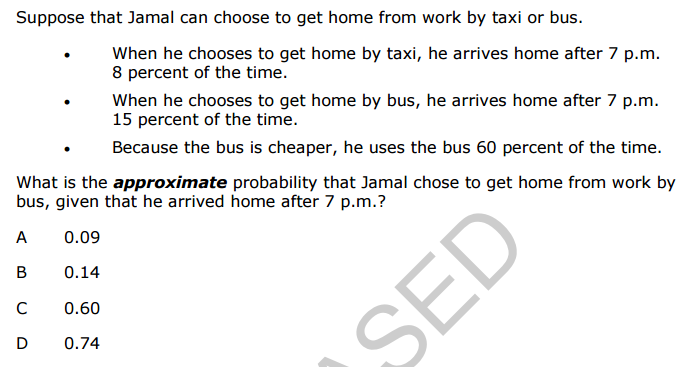 Suppose that Jamal can choose to get home from work by taxi or bus.
• When he chooses to get home by taxi, he arrives home after 7 p.m.
8 percent of the time.
• When he chooses to get home by bus, he arrives home after 7 p.m.
15 percent of the time.
• Because the bus is cheaper, he uses the bus 60 percent of the time.
What is the approximate probability that Jamal chose to get home from work by
bus, given that he arrived home after 7 p.m.?
A 0.09
B 0.14
C 0.60
D 0.74
SED